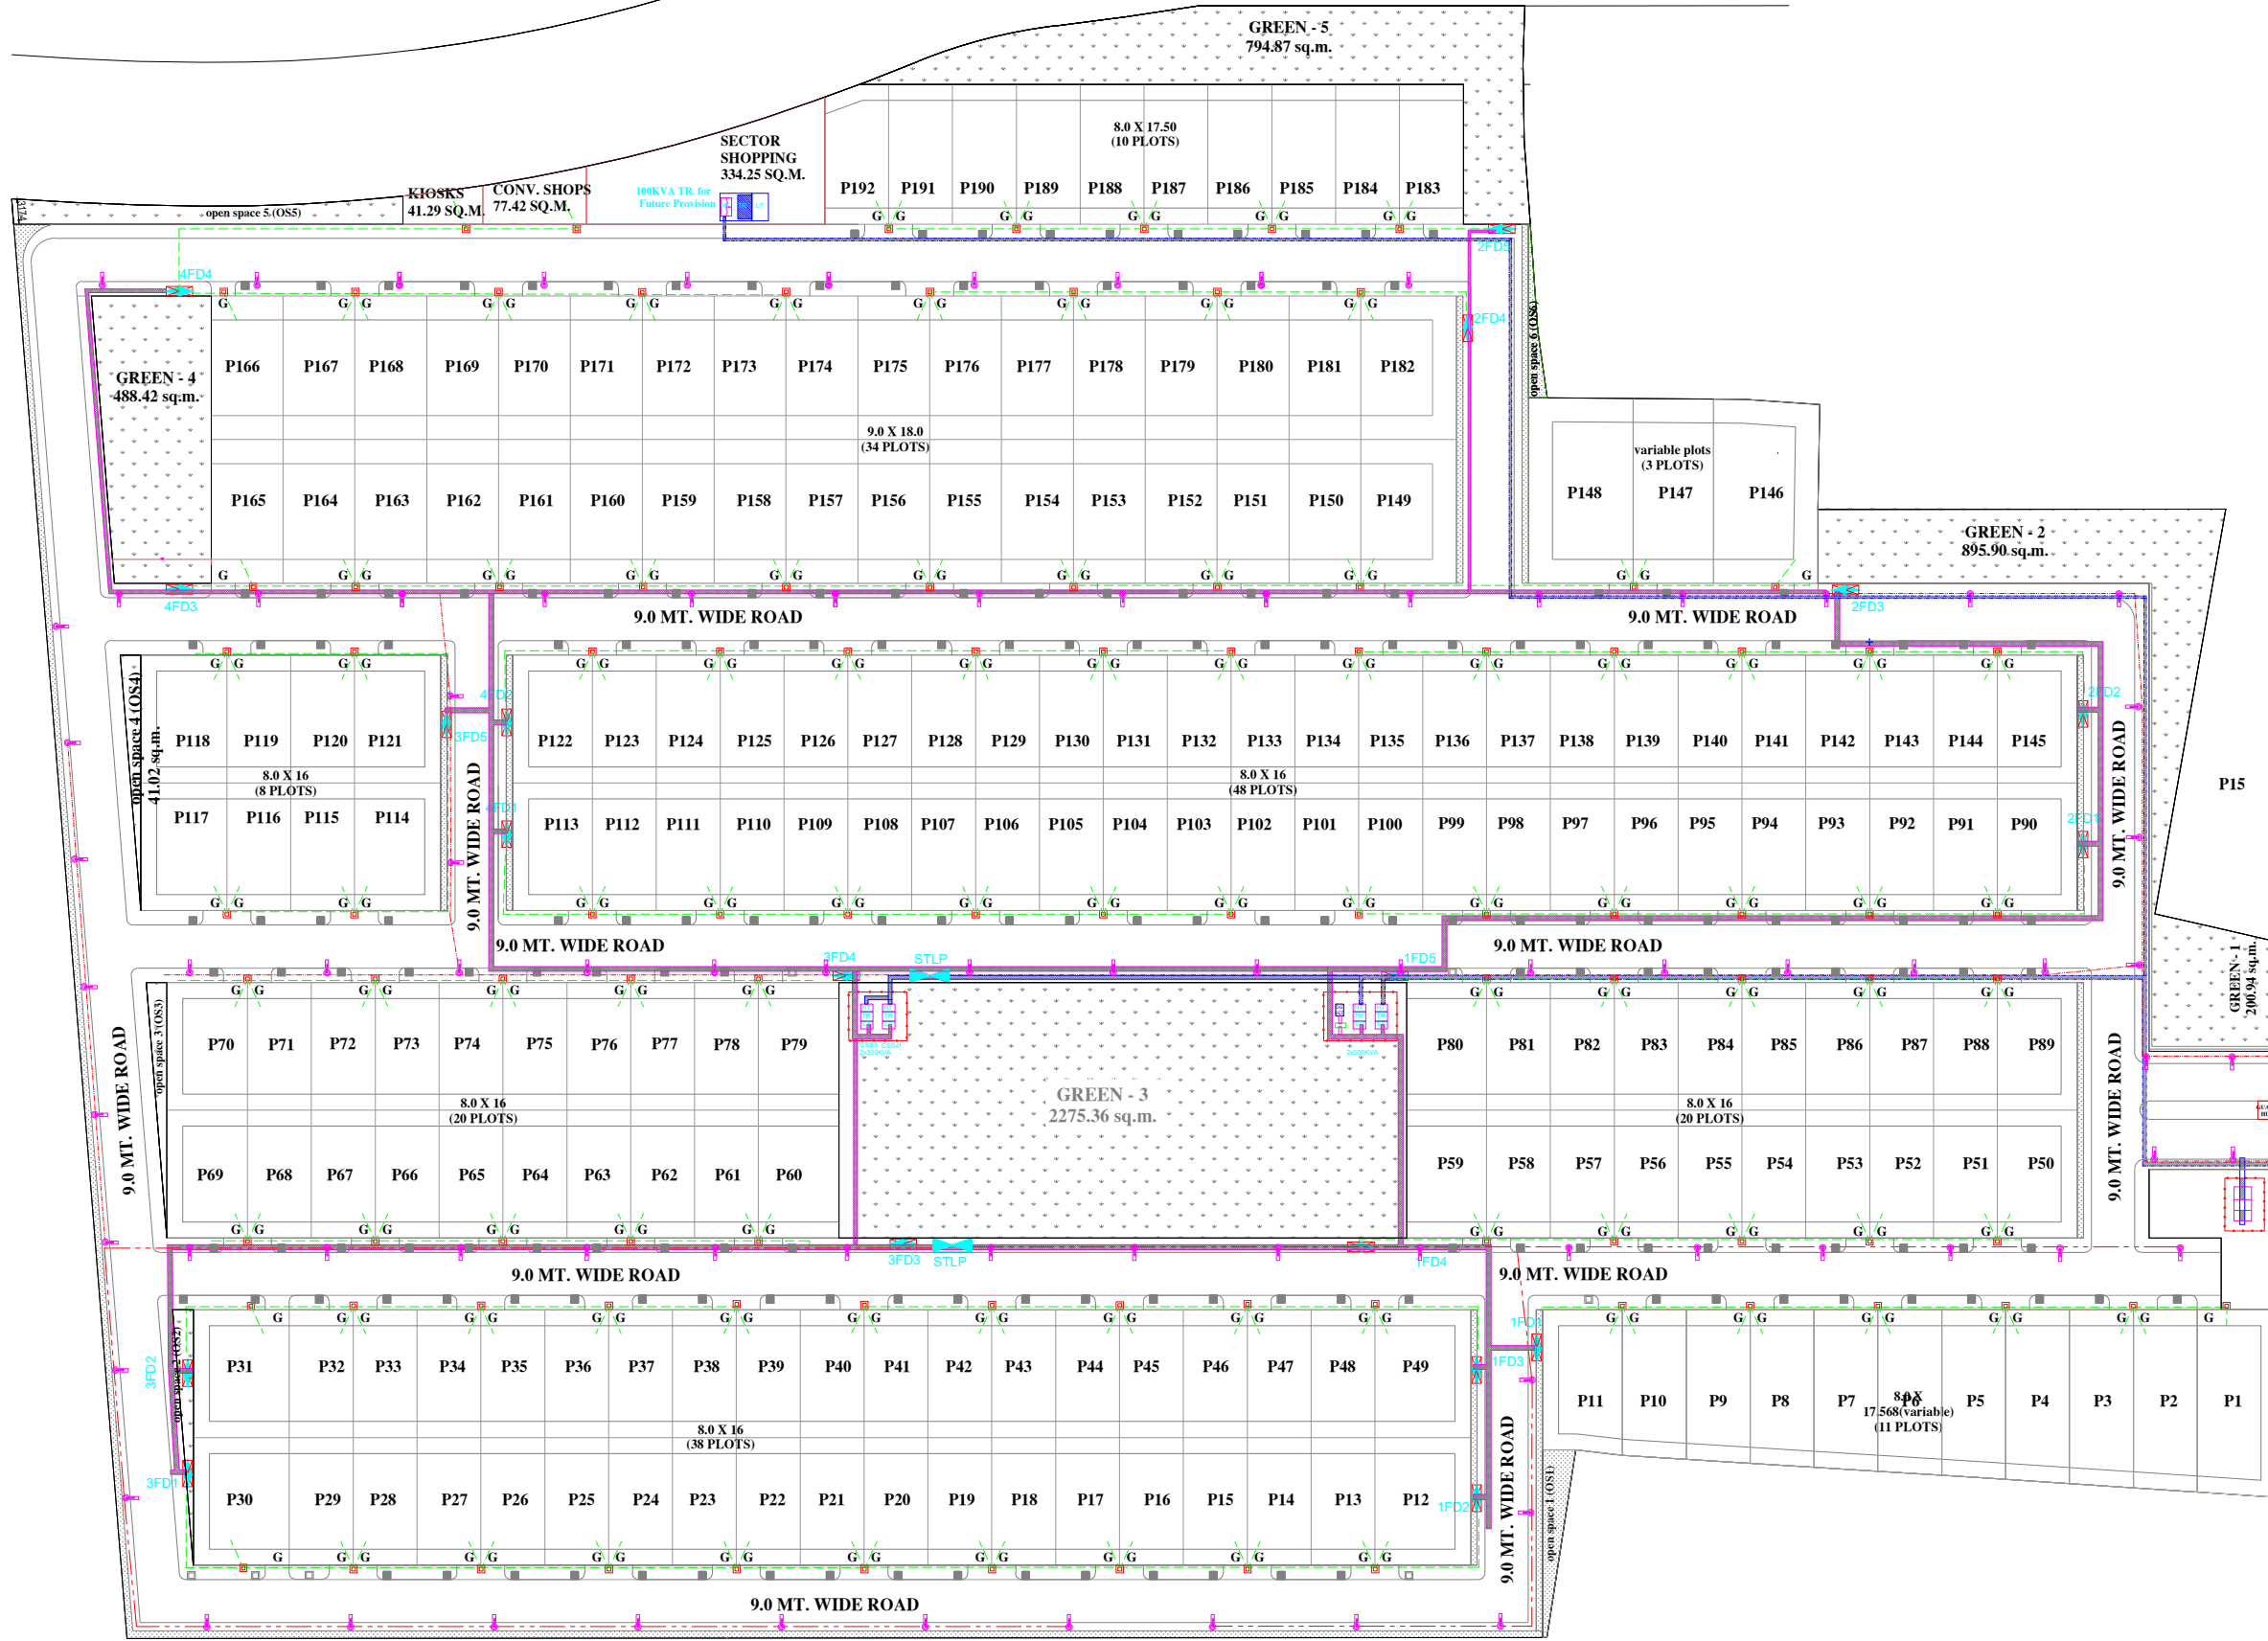 GREEN - 5
794.87 sq.m.
8.0 X 17.50
(10 PLOTS)
SECTOR
SHOPPING
334.25 SQ.M.
KIOSKS
41.29 SQ.M.
CONV. SHOPS
77.42 SQ.M.
100KVA TR. for
Future Provision
LT
open space 5 (OS5)
P192 P191 P190 P189 P188 P187 P186 P185 P184 P183
G G G G G G G G G G
2FD5
4FD4
G G G G G G G G G G G G G G G G G
2FD4
open space 6 (OS6)
P166 P167 P168 P169 P170 P171 P172 P173 P174 P175 P176 P177 P178 P179 P180 P181 P182
GREEN - 4
488.42 sq.m.
9.0 X 18.0
(34 PLOTS)
variable plots
(3 PLOTS)
P165 P164 P163 P162 P161 P160 P159 P158 P157 P156 P155 P154 P153 P152 P151 P150 P149
P148 P147 P146
GREEN - 2
895.90 sq.m.
G G G G G G G G G G G G G G G G G
G G G
4FD3
2FD3
9.0 MT. WIDE ROAD
9.0 MT. WIDE ROAD
G G G G
G G G G G G G G G G G G G G G G G G G G G G G G
4FD2
2FD2
3FD5
open space 4 (OS4)
41.02 sq.m.
P118 P119 P120 P121
P122 P123 P124 P125 P126 P127 P128 P129 P130 P131 P132 P133 P134 P135 P136 P137 P138 P139 P140 P141 P142 P143 P144 P145
8.0 X 16
(8 PLOTS)
8.0 X 16
(48 PLOTS)
P15
9.0 MT. WIDE ROAD
9.0 MT. WIDE ROAD
4FD1
2FD1
P117 P116 P115 P114
P113 P112 P111 P110 P109 P108 P107 P106 P105 P104 P103 P102 P101 P100 P99 P98 P97 P96 P95 P94 P93 P92 P91 P90
G G G G
G G G G G G G G G G G G G G G G G G G G G G G G
9.0 MT. WIDE ROAD
9.0 MT. WIDE ROAD
3FD4
STLP
1FD5
GREEN - 1
200.94 sq.m.
G G G G G G G G G G
G G G G G G G G G G
open space 3 (OS3)
P70 P71 P72 P73 P74 P75 P76 P77 P78 P79
P80 P81 P82 P83 P84 P85 P86 P87 P88 P89
GREEN - 3
2275.36 sq.m.
8.0 X 16
(20 PLOTS)
8.0 X 16
(20 PLOTS)
9.0 MT. WIDE ROAD
9.0 MT. WIDE ROAD
P69 P68 P67 P66 P65 P64 P63 P62 P61 P60
P59 P58 P57 P56 P55 P54 P53 P52 P51 P50
G G G G G G G G G G
G G G G G G G G G G
3FD3
STLP
1FD4
9.0 MT. WIDE ROAD
9.0 MT. WIDE ROAD
G G G G G G G G G G G G G G G G G G
G G G G G G G G G G
open space 2 (OS2)
3FD2
1FD3
P31 P32 P33 P34 P35 P36 P37 P38 P39 P40 P41 P42 P43 P44 P45 P46 P47 P48 P49
P11 P10 P9 P8 P7 P6 P5 P4 P3 P2 P1
8.0 X
17.568(variable)
(11 PLOTS)
8.0 X 16
(38 PLOTS)
3FD1
1FD2
P30 P29 P28 P27 P26 P25 P24 P23 P22 P21 P20 P19 P18 P17 P16 P15 P14 P13 P12
9.0 MT. WIDE ROAD
open space 1 (OS1)
G G G G G G G G G G G G G G G G G G
9.0 MT. WIDE ROAD